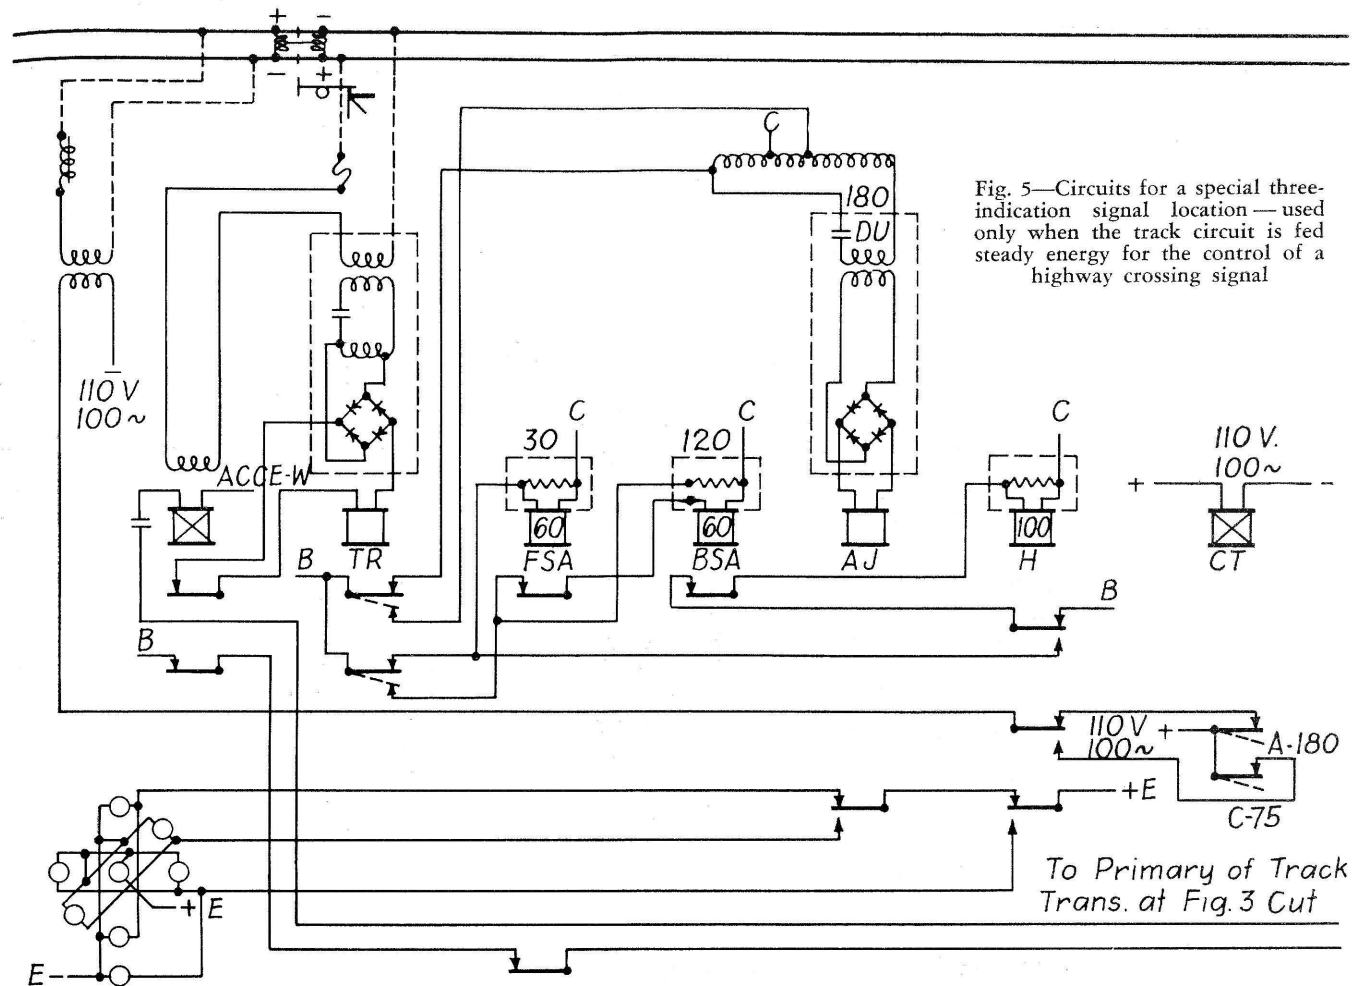 + −
− +
C
180
DU
Fig. 5—Circuits for a special three-
indication signal location — used
only when the track circuit is fed
steady energy for the control of a
highway crossing signal
110 V
100~
ACCE-W
30
C
120
C
C
110 V.
100~
+ −
60
60
100
TR
FSA
BSA
AJ
H
CT
B
B
B
110 V
100~
+
A-180
+E
C-75
To Primary of Track
Trans. at Fig. 3 Cut
+ E
E-